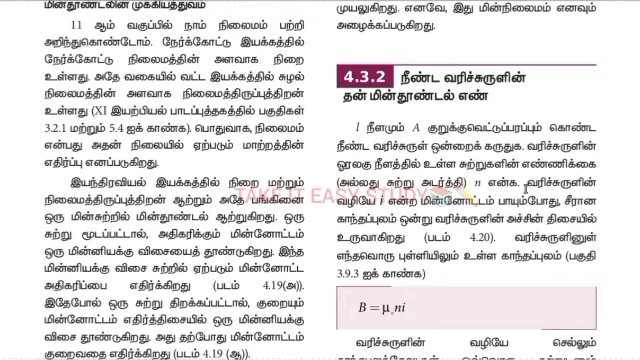 மின்தூண்டலின் முக்கியத்துவம்
11 ஆம் வகுப்பில் நாம் நிலைமம் பற்றி
அறிந்துகொண்டோம். நேர்க்கோட்டு இயக்கத்தில்
நேர்க்கோட்டு நிலைமத்தின் அளவாக நிறை
உள்ளது. அதே வகையில் வட்ட இயக்கத்தில் சுழல்
நிலைமத்தின் அளவாக நிலைமத்திருப்புத்திறன்
உள்ளது (XI இயற்பியல் பாடப்புத்தகத்தில் பகுதிகள்
3.2.1 மற்றும் 5.4 ஐக் காண்க). பொதுவாக, நிலைமம்
என்பது அதன் நிலையில் ஏற்படும் மாற்றத்தின்
எதிர்ப்பு எனப்படுகிறது.
இயந்திரவியல் இயக்கத்தில் நிறை மற்றும்
நிலைமத்திருப்புத்திறன் ஆற்றும் அதே பங்கினை
ஒரு மின்சுற்றில் மின்தூண்டல் ஆற்றுகிறது. ஒரு
சுற்று மூடப்பட்டால், அதிகரிக்கும் மின்னோட்டம்
ஒரு மின்னியக்கு விசையைத் தூண்டுகிறது. இந்த
மின்னியக்கு விசை சுற்றில் ஏற்படும் மின்னோட்ட
அதிகரிப்பை எதிர்க்கிறது (படம் 4.19(அ)).
இதேபோல் ஒரு சுற்று திறக்கப்பட்டால், குறையும்
மின்னோட்டம் எதிர்த்திசையில் ஒரு மின்னியக்கு
விசை தூண்டுகிறது. அது தற்போது மின்னோட்டம்
குறைவதை எதிர்க்கிறது (படம் 4.19 (ஆ)).
முயலுகிறது. எனவே, இது மின்நிலைமம் எனவும்
அழைக்கப்படுகிறது.
4.3.2 நீண்ட வரிச்சுருளின்
தன் மின்தூண்டல் எண்
l நீளமும் A குறுக்குவெட்டுப்பரப்பும் கொண்ட
நீண்ட வரிச்சுருள் ஒன்றைக் கருதுக. வரிச்சுருளின்
ஓரலகு நீளத்தில் உள்ள சுற்றுகளின் எண்ணிக்கை
(அல்லது சுற்று அடர்த்தி) n என்க. வரிச்சுருளின்
வழியே i என்ற மின்னோட்டம் பாயும்போது, சீரான
காந்தப்புலம் ஒன்று வரிச்சுருளின் அச்சின் திசையில்
உருவாகிறது (படம் 4.20). வரிச்சுருளினுள்
எந்தவொரு புள்ளியிலும் உள்ள காந்தப்புலம் (பகுதி
3.9.3 ஐக் காண்க)
B = μ₀ni
வரிச்சுருளின் வழியே செல்லும்
TAKE IT EASY STUDY